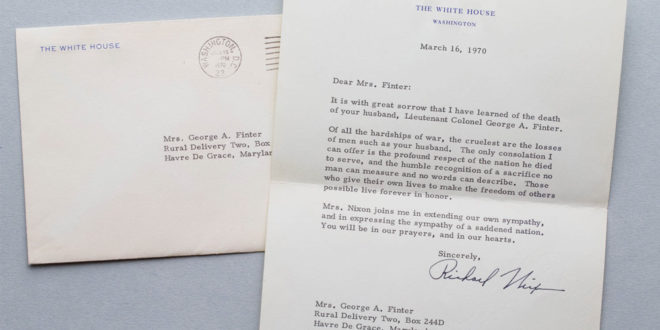 THE WHITE HOUSE
WASHINGTON, D.C.
PM
Mrs. George A. Finter
Rural Delivery Two, Box
Havre De Grace, Marylan
THE WHITE HOUSE
WASHINGTON
March 16, 1970
Dear Mrs. Finter:
It is with great sorrow that I have learned of the death
of your husband, Lieutenant Colonel George A. Finter.
Of all the hardships of war, the cruelest are the losses
of men such as your husband. The only consolation I
can offer is the profound respect of the nation he died
to serve, and the humble recognition of a sacrifice no
man can measure and no words can describe. Those
who give their own lives to make the freedom of others
possible live forever in honor.
Mrs. Nixon joins me in extending our own sympathy,
and in expressing the sympathy of a saddened nation.
You will be in our prayers, and in our hearts.
Sincerely,
Richard Nixon
Mrs. George A. Finter
Rural Delivery Two, Box 244D
Havre De Grace, Maryland